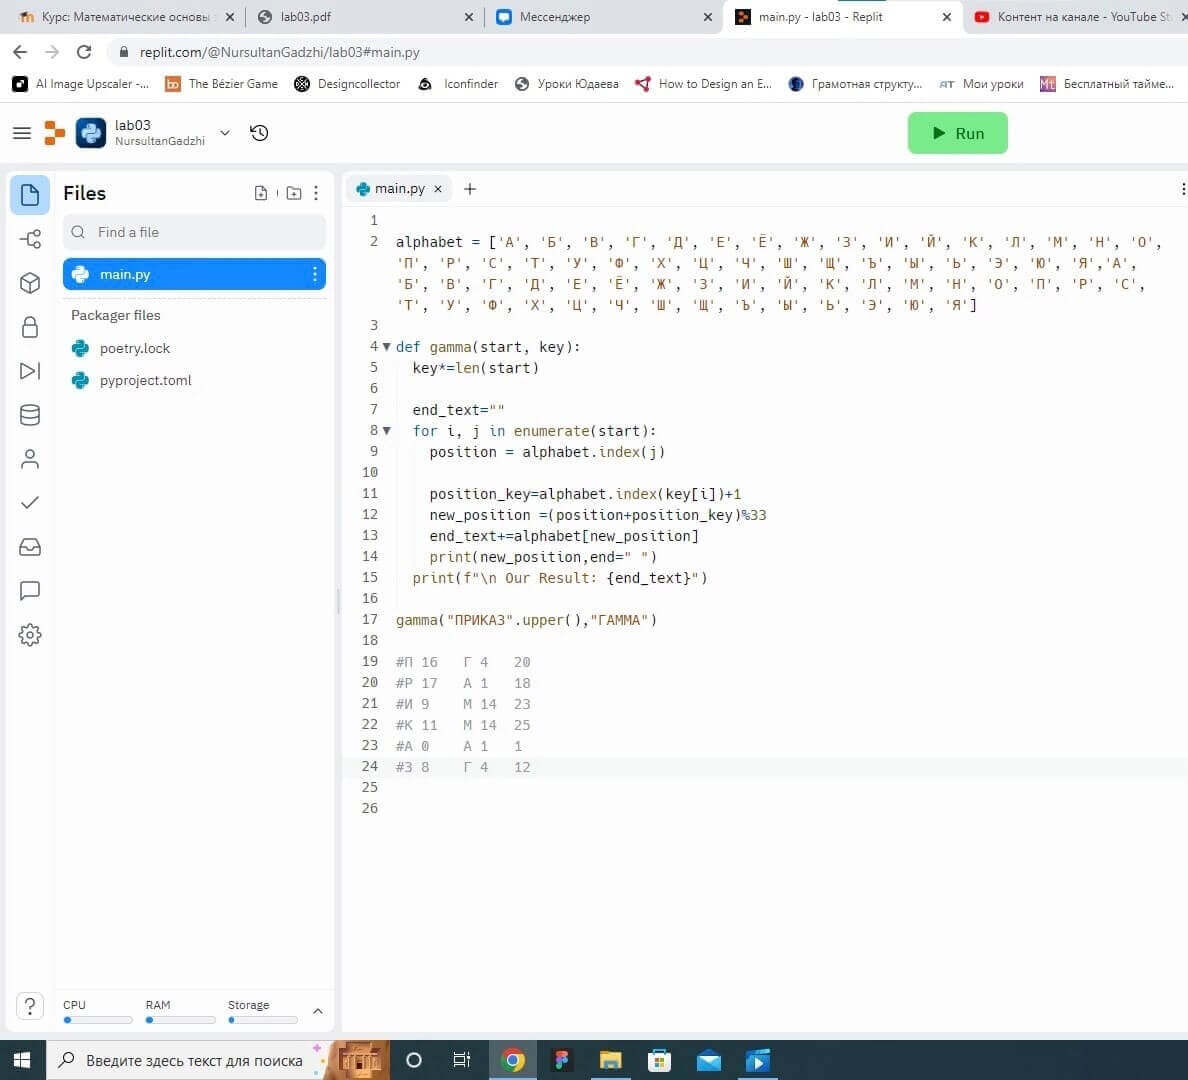 Курс: Математические основы
lab03.pdf
Мессенджер
main.py - lab03 - Replit
Контент на канале - YouTube St
replit.com/@NursultanGadzhi/lab03#main.py
AI Image Upscaler -...
The Bézier Game
Designcollector
Iconfinder
Уроки Юдаева
How to Design an E...
Грамотная структу...
Мои уроки
Бесплатный тайме...
lab03
NursultanGadzhi
Run
Files
Find a file
main.py
Packager files
poetry.lock
pyproject.toml
main.py
1
2 alphabet = ['А', 'Б', 'В', 'Г', 'Д', 'Е', 'Ё', 'Ж', 'З', 'И', 'Й', 'К', 'Л', 'М', 'Н', 'О',
'П', 'Р', 'С', 'Т', 'У', 'Ф', 'Х', 'Ц', 'Ч', 'Ш', 'Щ', 'Ъ', 'Ы', 'Ь', 'Э', 'Ю', 'Я','А',
'Б', 'В', 'Г', 'Д', 'Е', 'Ё', 'Ж', 'З', 'И', 'Й', 'К', 'Л', 'М', 'Н', 'О', 'П', 'Р', 'С',
'Т', 'У', 'Ф', 'Х', 'Ц', 'Ч', 'Ш', 'Щ', 'Ъ', 'Ы', 'Ь', 'Э', 'Ю', 'Я']
3
4 def gamma(start, key):
5 key*=len(start)
6
7 end_text=""
8 for i, j in enumerate(start):
9 position = alphabet.index(j)
10
11 position_key=alphabet.index(key[i])+1
12 new_position =(position+position_key)%33
13 end_text+=alphabet[new_position]
14 print(new_position,end=" ")
15 print(f"\n Our Result: {end_text}")
16
17 gamma("ПРИКАЗ".upper(),"ГАММА")
18
19 #П 16 Г 4 20
20 #Р 17 А 1 18
21 #И 9 М 14 23
22 #К 11 М 14 25
23 #А 0 А 1 1
24 #З 8 Г 4 12
25
26
CPU
RAM
Storage
Введите здесь текст для поиска